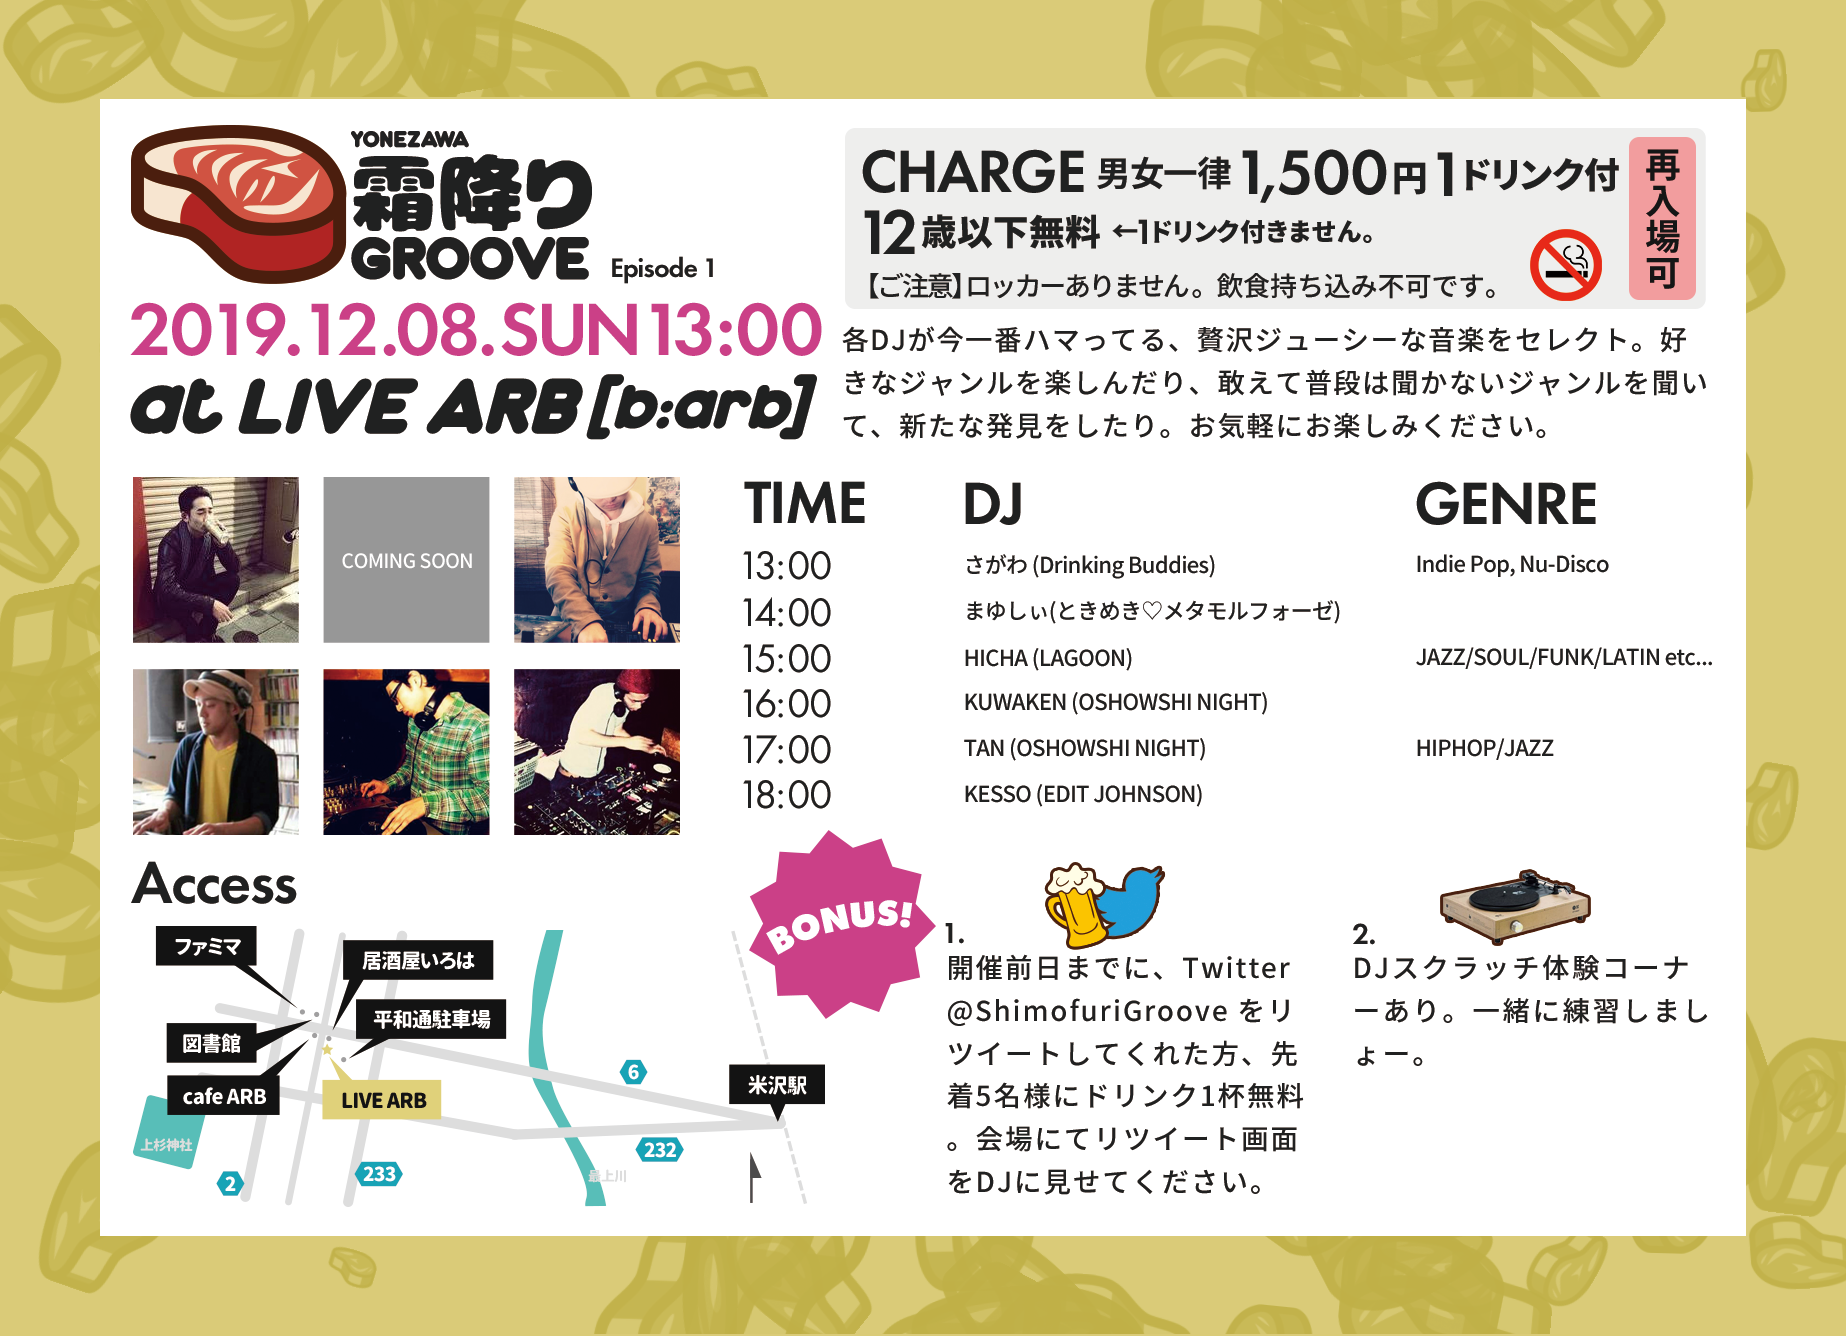 YONEZAWA
霜降り
GROOVE
Episode 1
2019.12.08.SUN 13:00
at LIVE ARB [b:arb]
CHARGE 男女一律 1,500円 1ドリンク付
12歳以下無料 ←1ドリンク付きません。
【ご注意】ロッカーありません。飲食持ち込み不可です。
再入場可
各DJが今一番ハマってる、贅沢ジューシーな音楽をセレクト。好
きなジャンルを楽しんだり、敢えて普段は聞かないジャンルを聞い
て、新たな発見をしたり。お気軽にお楽しみください。
COMING SOON
TIME DJ GENRE
13:00 さがわ (Drinking Buddies) Indie Pop, Nu-Disco
14:00 まゆしぃ(ときめき♡メタモルフォーゼ)
15:00 HICHA (LAGOON) JAZZ/SOUL/FUNK/LATIN etc...
16:00 KUWAKEN (OSHOWSHI NIGHT)
17:00 TAN (OSHOWSHI NIGHT) HIPHOP/JAZZ
18:00 KESSO (EDIT JOHNSON)
Access
ファミマ
居酒屋いろは
平和通駐車場
図書館
cafe ARB
LIVE ARB
上杉神社
米沢駅
最上川
6
232
233
2
BONUS!
1.
開催前日までに、Twitter
@ShimofuriGroove をリ
ツイートしてくれた方、先
着5名様にドリンク1杯無料
。会場にてリツイート画面
をDJに見せてください。
2.
DJスクラッチ体験コーナ
ーあり。一緒に練習しまし
ょー。